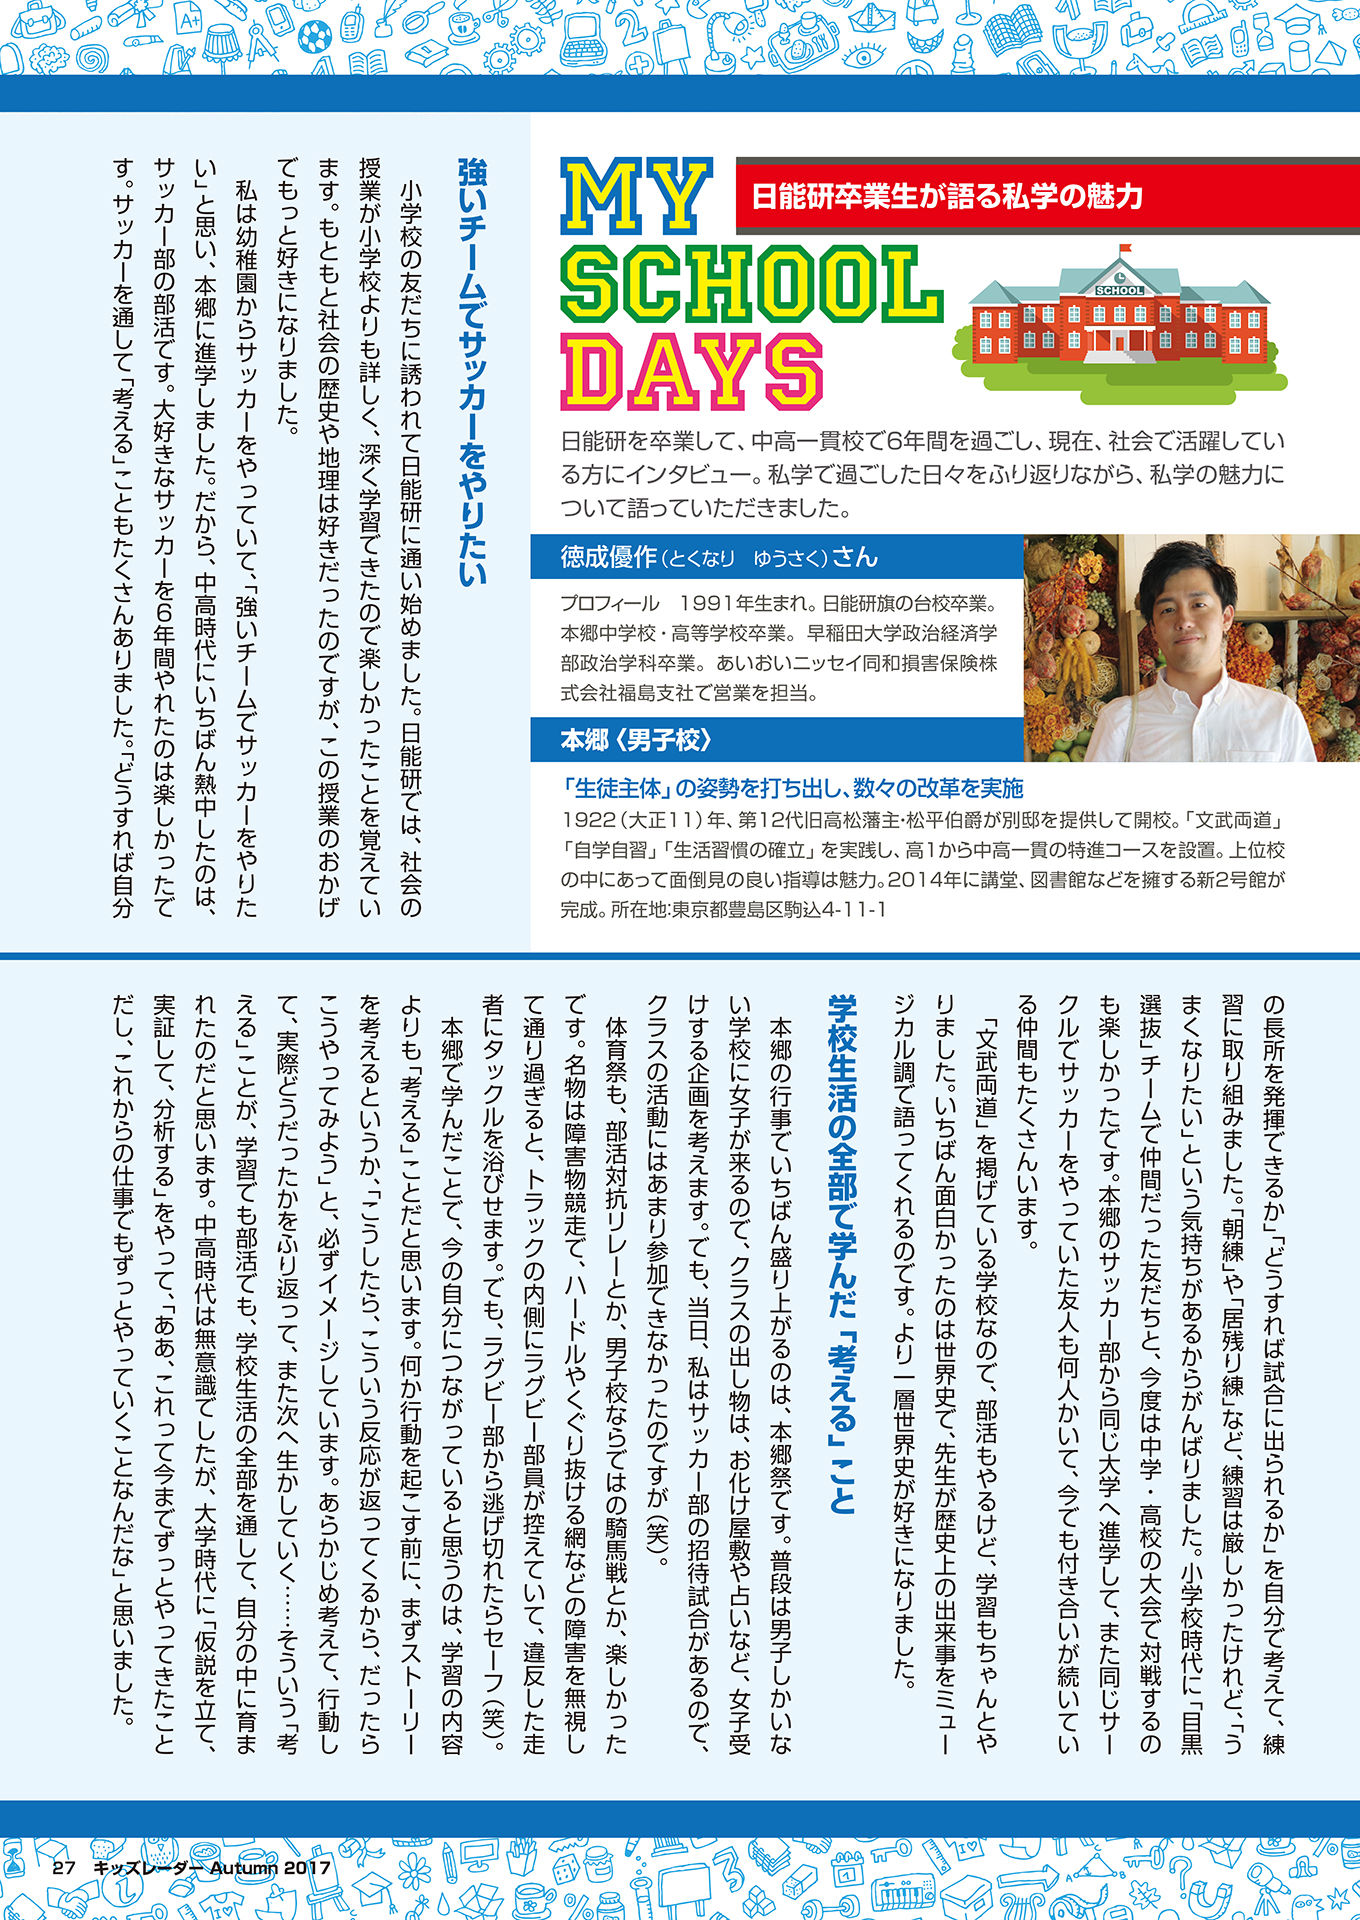 MY
SCHOOL
DAYS
日能研卒業生が語る私学の魅力
SCHOOL
日能研を卒業して、中高一貫校で6年間を過ごし、現在、社会で活躍してい
る方にインタビュー。私学で過ごした日々をふり返りながら、私学の魅力に
ついて語っていただきました。
徳成優作（とくなり　ゆうさく）さん
プロフィール　1991年生まれ。日能研旗の台校卒業。
本郷中学校・高等学校卒業。早稲田大学政治経済学
部政治学科卒業。あいおいニッセイ同和損害保険株
式会社福島支社で営業を担当。
本郷〈男子校〉
「生徒主体」の姿勢を打ち出し、数々の改革を実施
1922（大正11）年、第12代旧高松藩主・松平伯爵が別邸を提供して開校。「文武両道」
「自学自習」「生活習慣の確立」を実践し、高1から中高一貫の特進コースを設置。上位校
の中にあって面倒見の良い指導は魅力。2014年に講堂、図書館などを擁する新2号館が
完成。所在地：東京都豊島区駒込4-11-1
強いチームでサッカーをやりたい
小学校の友だちに誘われて日能研に通い始めました。日能研では、社会の
授業が小学校よりも詳しく、深く学習できたので楽しかったことを覚えてい
ます。もともと社会の歴史や地理は好きだったのですが、この授業のおかげ
でもっと好きになりました。
私は幼稚園からサッカーをやっていて、「強いチームでサッカーをやりた
い」と思い、本郷に進学しました。だから、中高時代にいちばん熱中したのは、
サッカー部の部活です。大好きなサッカーを６年間やれたのは楽しかったで
す。サッカーを通して「考える」こともたくさんありました。「どうすれば自分
の長所を発揮できるか」「どうすれば試合に出られるか」を自分で考えて、練
習に取り組みました。「朝練」や「居残り練」など、練習は厳しかったけれど、「う
まくなりたい」という気持ちがあるからがんばりました。小学校時代に「目黒
選抜」チームで仲間だった友だちと、今度は中学・高校の大会で対戦するの
も楽しかったです。本郷のサッカー部から同じ大学へ進学して、また同じサー
クルでサッカーをやっていた友人も何人かいて、今でも付き合いが続いてい
る仲間もたくさんいます。
「文武両道」を掲げている学校なので、部活もやるけど、学習もちゃんとや
りました。いちばん面白かったのは世界史で、先生が歴史上の出来事をミュー
ジカル調で語ってくれるのです。より一層世界史が好きになりました。
学校生活の全部で学んだ「考える」こと
本郷の行事でいちばん盛り上がるのは、本郷祭です。普段は男子しかいな
い学校に女子が来るので、クラスの出し物は、お化け屋敷や占いなど、女子受
けする企画を考えます。でも、当日、私はサッカー部の招待試合があるので、
クラスの活動にはあまり参加できなかったのですが（笑）。
体育祭も、部活対抗リレーとか、男子校ならではの騎馬戦とか、楽しかった
です。名物は障害物競走で、ハードルやくぐり抜ける網などの障害を無視し
て通り過ぎると、トラックの内側にラグビー部員が控えていて、違反した走
者にタックルを浴びせます。でも、ラグビー部から逃げ切れたらセーフ（笑）。
本郷で学んだことで、今の自分につながっていると思うのは、学習の内容
よりも「考える」ことだと思います。何か行動を起こす前に、まずストーリー
を考えるというか、「こうしたら、こういう反応が返ってくるから、だったら
こうやってみよう」と、必ずイメージしています。あらかじめ考えて、行動し
て、実際どうだったかをふり返って、また次へ生かしていく……そういう「考
える」ことが、学習でも部活でも、学校生活の全部を通して、自分の中に育ま
れたのだと思います。中高時代は無意識でしたが、大学時代に「仮説を立て、
実証して、分析する」をやって、「ああ、これって今までずっとやってきたこと
だし、これからの仕事でもずっとやっていくことなんだな」と思いました。
27　キッズレーダー Autumn 2017